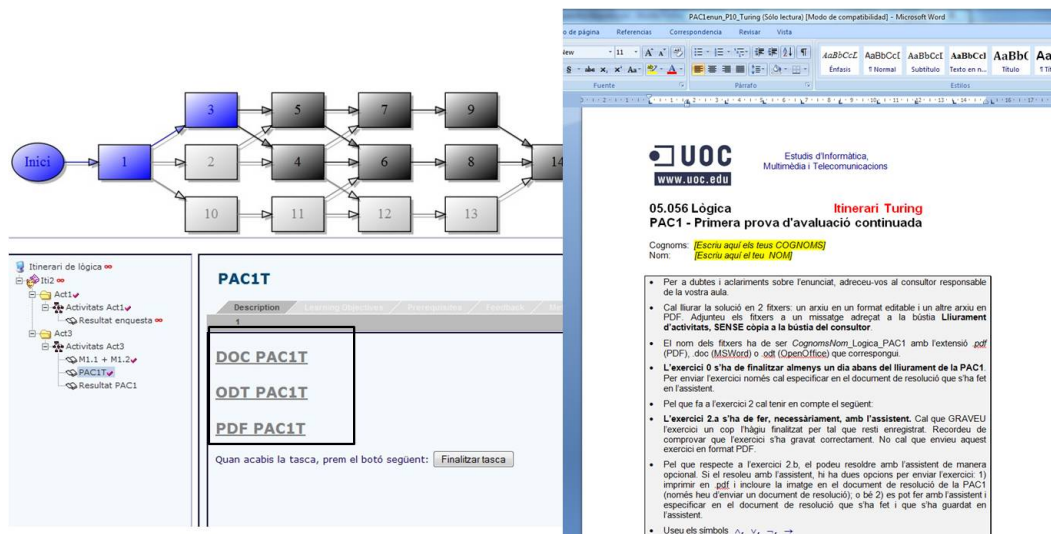 Inici
1
3
5
7
9
2
4
6
8
14
10
11
12
13
Itinerari de lògica
Iti2
Act1
Activitats Act1
Resultat enquesta
Act3
Activitats Act3
M1.1 + M1.2
PAC1T
Resultat PAC1
PAC1T
Description
Learning Objectives
Prerequisites
1
DOC PAC1T
ODT PAC1T
PDF PAC1T
Quan acabis la tasca, prem el botó següent: Finalitzar tasca
PAC1enun_P10_Turing (Sólo lectura) [Modo de compatibilidad] - Microsoft Word
o de página Referencias Correspondencia Revisar Vista
New 11
AaBbCcL AaBbCcI AaBbCcI AaBbCcI AaBbC Aa
Énfasis ¶ Normal Subtítulo Texto en n... Título ¶ Tít
Fuente Párrafo Estilos
UOC
www.uoc.edu
Estudis d'Informàtica,
Multimèdia i Telecomunicacions
05.056 Lògica Itinerari Turing
PAC1 - Primera prova d'avaluació continuada
Cognoms: [Escriu aquí els teus COGNOMS]
Nom: [Escriu aquí el teu NOM]
• Per a dubtes i aclariments sobre l'enunciat, adreceu-vos al consultor responsable
de la vostra aula.
• Cal lliurar la solució en 2 fitxers: un arxiu en un format editable i un altre arxiu en
PDF. Adjunteu els fitxers a un missatge adreçat a la bústia Lliurament
d'activitats, SENSE còpia a la bústia del consultor.
• El nom dels fitxers ha de ser CognomsNom_Logica_PAC1 amb l'extensió .pdf
(PDF), .doc (MSWord) o .odt (OpenOffice) que correspongui.
• L'exercici 0 s'ha de finalitzar almenys un dia abans del lliurament de la PAC1.
Per enviar l'exercici només cal especificar en el document de resolució que s'ha fet
en l'assistent.
• Pel que fa a l'exercici 2 cal tenir en compte el següent:
• L'exercici 2.a s'ha de fer, necessàriament, amb l'assistent. Cal que GRAVEU
l'exercici un cop l'hàgiu finalitzat per tal que resti enregistrat. Recordeu de
comprovar que l'exercici s'ha gravat correctament. No cal que envieu aquest
exercici en format PDF.
• Pel que respecte a l'exercici 2.b, el podeu resoldre amb l'assistent de manera
opcional. Si el resoleu amb l'assistent, hi ha dues opcions per enviar l'exercici: 1)
imprimir en .pdf i incloure la imatge en el document de resolució de la PAC1
(només heu d'enviar un document de resolució); o bé 2) es pot fer amb l'assistent i
especificar en el document de resolució que s'ha fet i que s'ha guardat en
l'assistent.
• Useu els símbols ∧, ∨, ¬, →